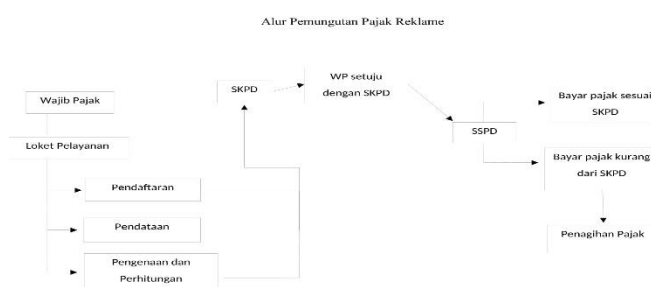 Alur Pemungutan Pajak Reklame
Wajib Pajak
Loket Pelayanan
Pendaftaran
Pendataan
Pengenaan dan
Perhitungan
SKPD
WP setuju
dengan SKPD
SSPD
Bayar pajak sesuai
SKPD
Bayar pajak kurang
dari SKPD
Penagihan Pajak